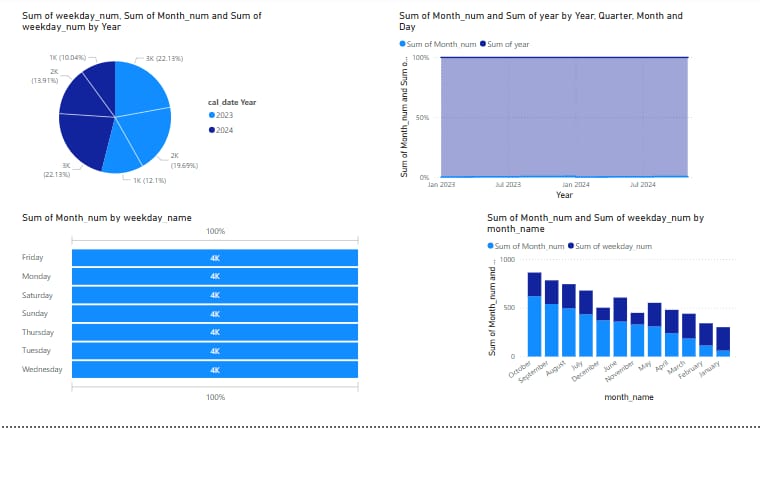 Sum of weekday_num, Sum of Month_num and Sum of
weekday_num by Year
1K (10.04%)
3K (22.13%)
2K
(13.91%)
cal_date Year
2023
2024
2K
(19.69%)
3K
(22.13%)
1K (12.1%)
Sum of Month_num and Sum of year by Year, Quarter, Month and
Day
Sum of Month_num Sum of year
Sum of Month_num and Sum o...
100%
50%
0%
Jan 2023 Jul 2023 Jan 2024 Jul 2024
Year
Sum of Month_num by weekday_name
100%
Friday 4K
Monday 4K
Saturday 4K
Sunday 4K
Thursday 4K
Tuesday 4K
Wednesday 4K
100%
Sum of Month_num and Sum of weekday_num by
month_name
Sum of Month_num Sum of weekday_num
Sum of Month_num and ...
1000
500
0
October September August July December June November May April March February January
month_name